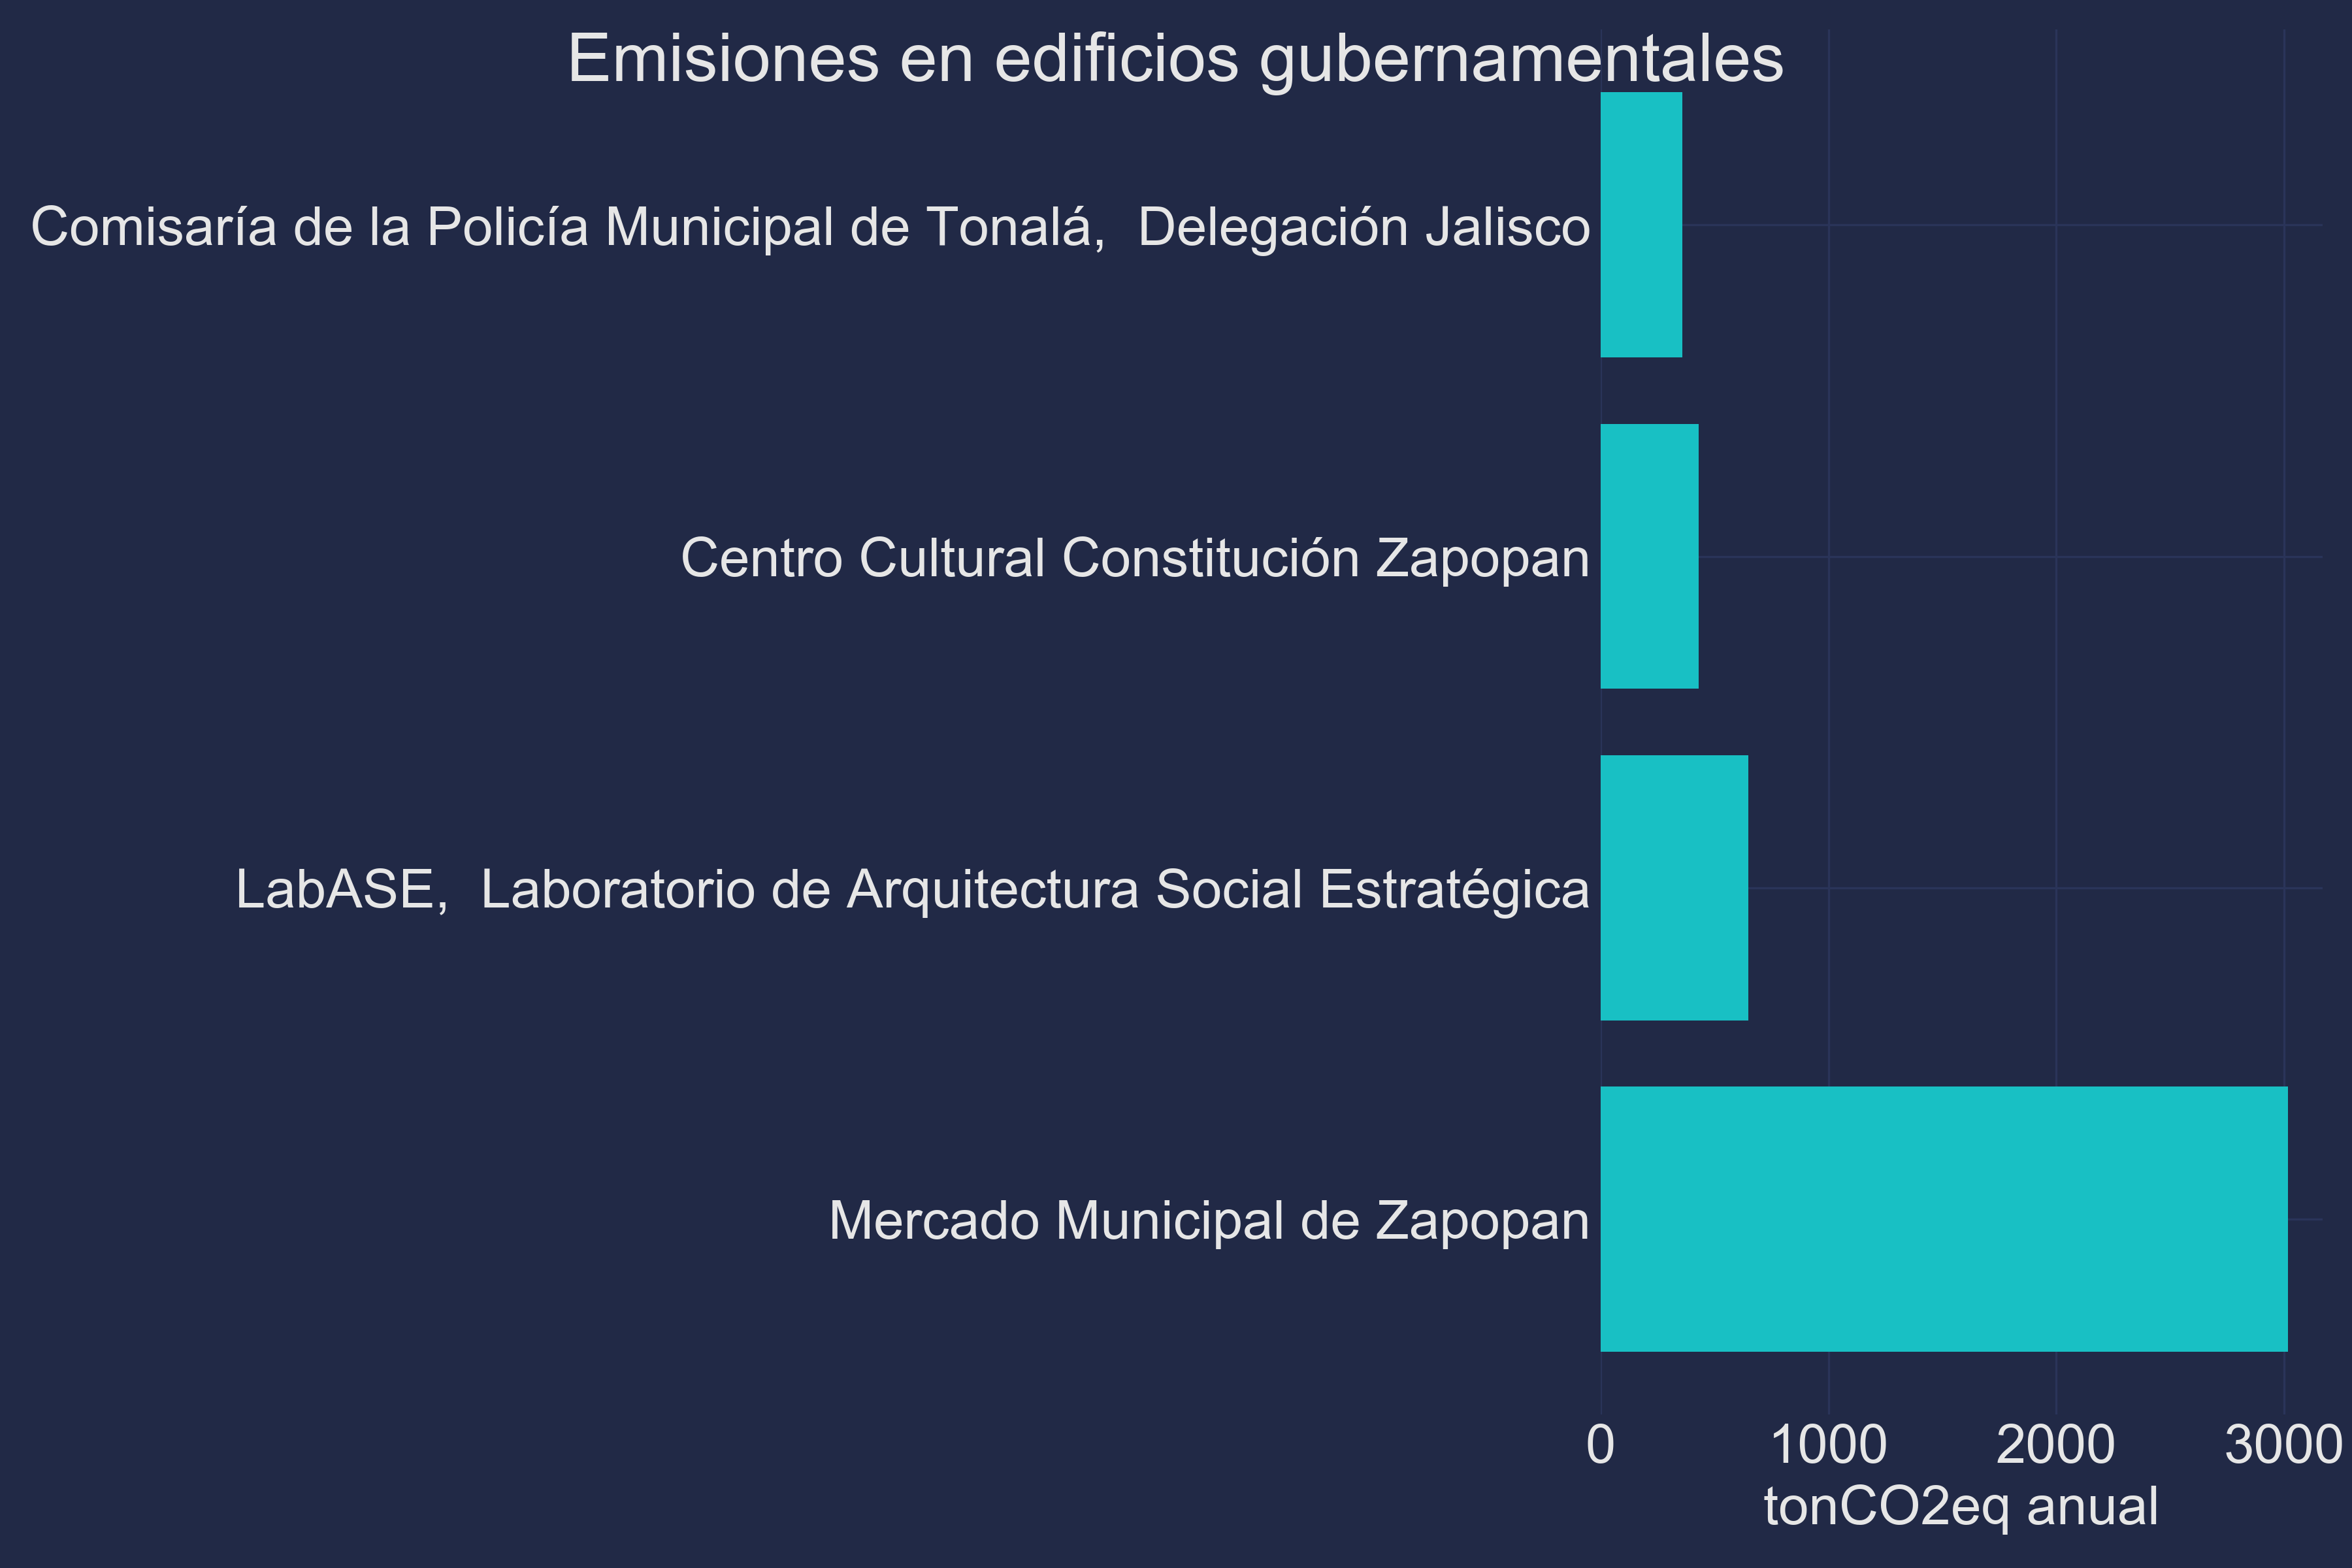 Emisiones en edificios gubernamentales
Comisaría de la Policía Municipal de Tonalá,  Delegación Jalisco
Centro Cultural Constitución Zapopan
LabASE,  Laboratorio de Arquitectura Social Estratégica
Mercado Municipal de Zapopan
0 1000 2000 3000
tonCO2eq anual